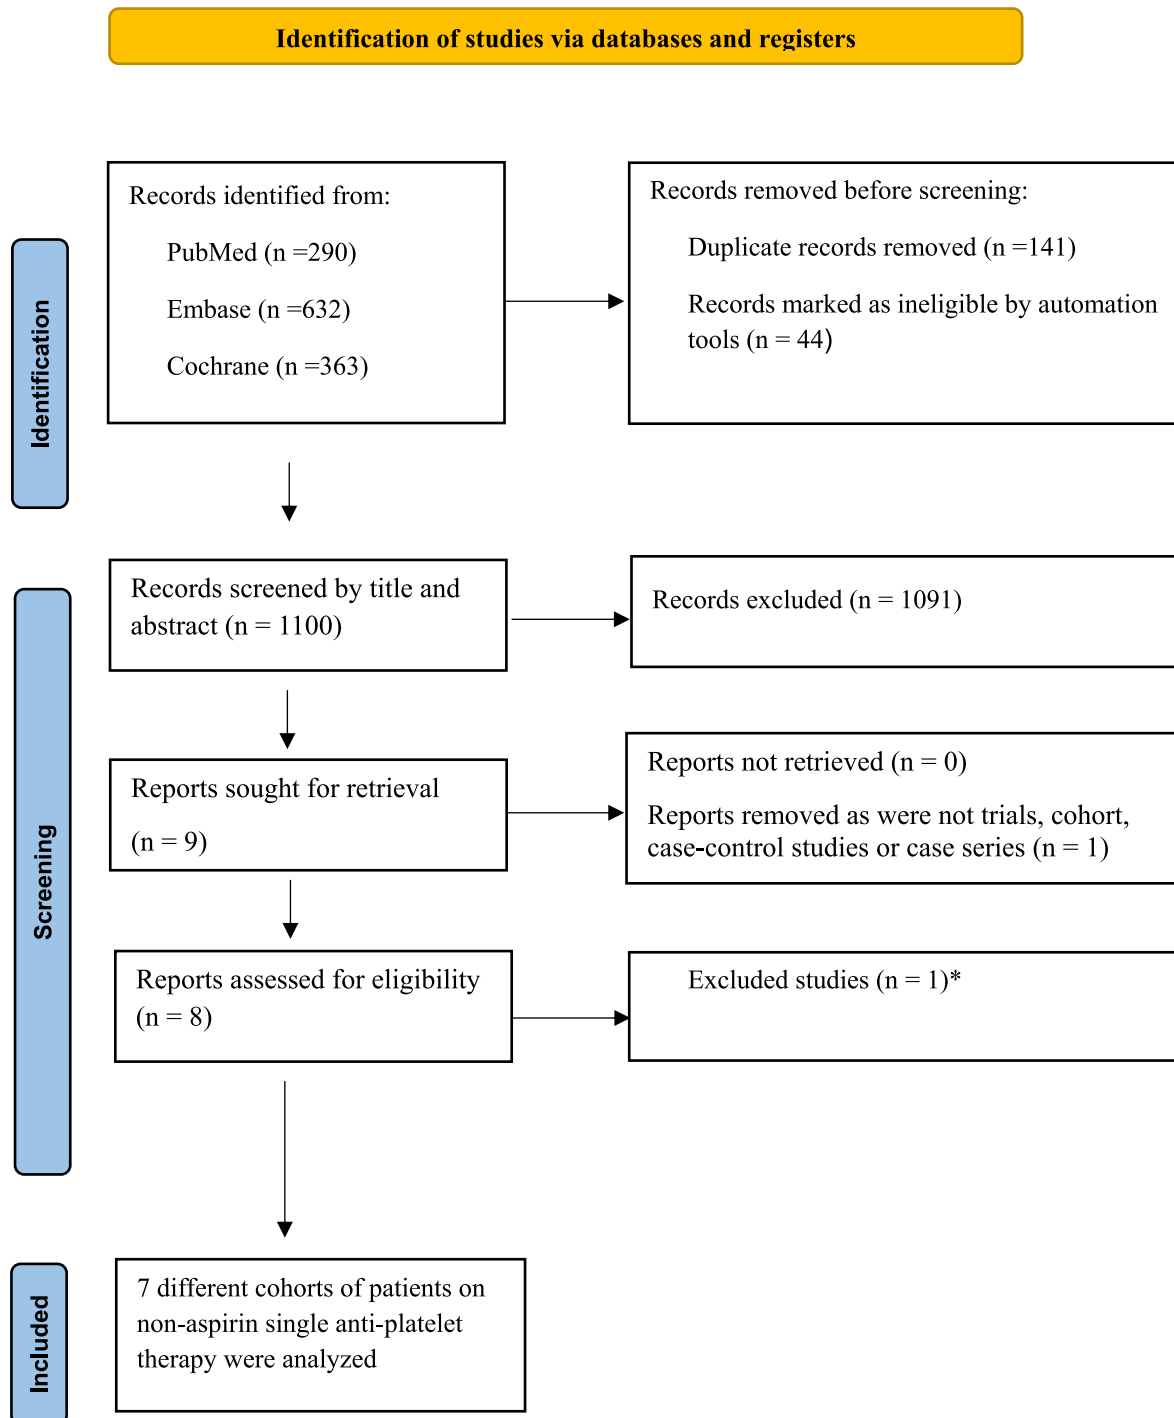 Identification of studies via databases and registers
Identification
Records identified from:
PubMed (n =290)
Embase (n =632)
Cochrane (n =363)
Records removed before screening:
Duplicate records removed (n =141)
Records marked as ineligible by automation
tools (n = 44)
Screening
Records screened by title and
abstract (n = 1100)
Records excluded (n = 1091)
Reports sought for retrieval
(n = 9)
Reports not retrieved (n = 0)
Reports removed as were not trials, cohort,
case-control studies or case series (n = 1)
Reports assessed for eligibility
(n = 8)
Excluded studies (n = 1)*
Included
7 different cohorts of patients on
non-aspirin single anti-platelet
therapy were analyzed